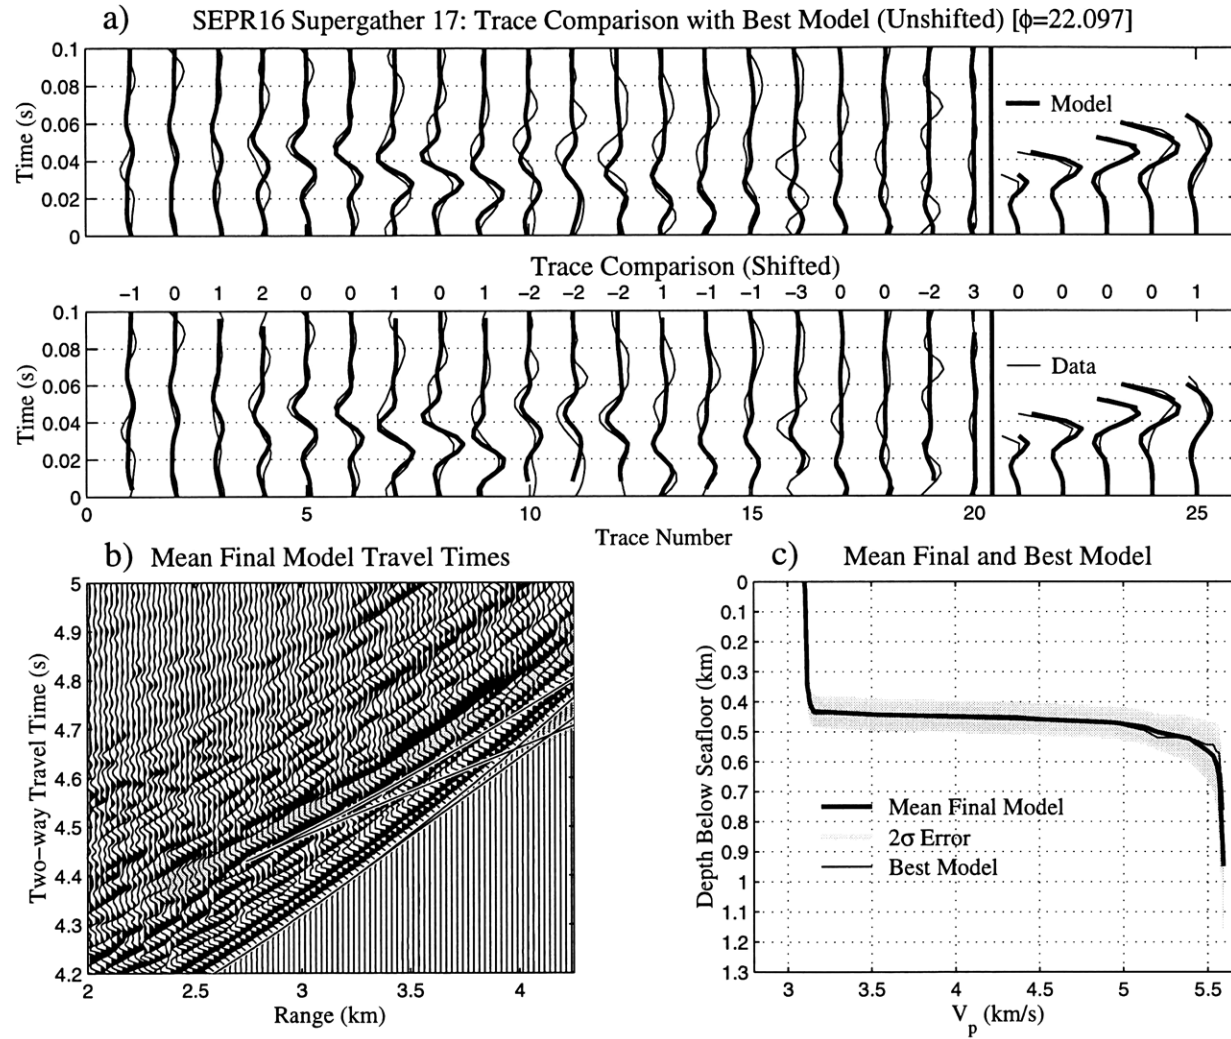 a) SEPR16 Supergather 17: Trace Comparison with Best Model (Unshifted) [ϕ=22.097]
0.1
0.08
0.06
0.04
0.02
0
Time (s)
Model
Trace Comparison (Shifted)
−1 0 1 2 0 0 1 0 1 −2 −2 −2 1 −1 −1 −3 0 0 −2 3 0 0 0 0 1
0.1
0.08
0.06
0.04
0.02
0
Time (s)
Data
0 5 10 15 20 25
Trace Number
b) Mean Final Model Travel Times
5
4.9
4.8
4.7
4.6
4.5
4.4
4.3
4.2
Two−way Travel Time (s)
2 2.5 3 3.5 4
Range (km)
c) Mean Final and Best Model
0
0.1
0.2
0.3
0.4
0.5
0.6
0.7
0.8
0.9
1
1.1
1.2
1.3
Depth Below Seafloor (km)
Mean Final Model
2σ Error
Best Model
3 3.5 4 4.5 5 5.5
Vp (km/s)